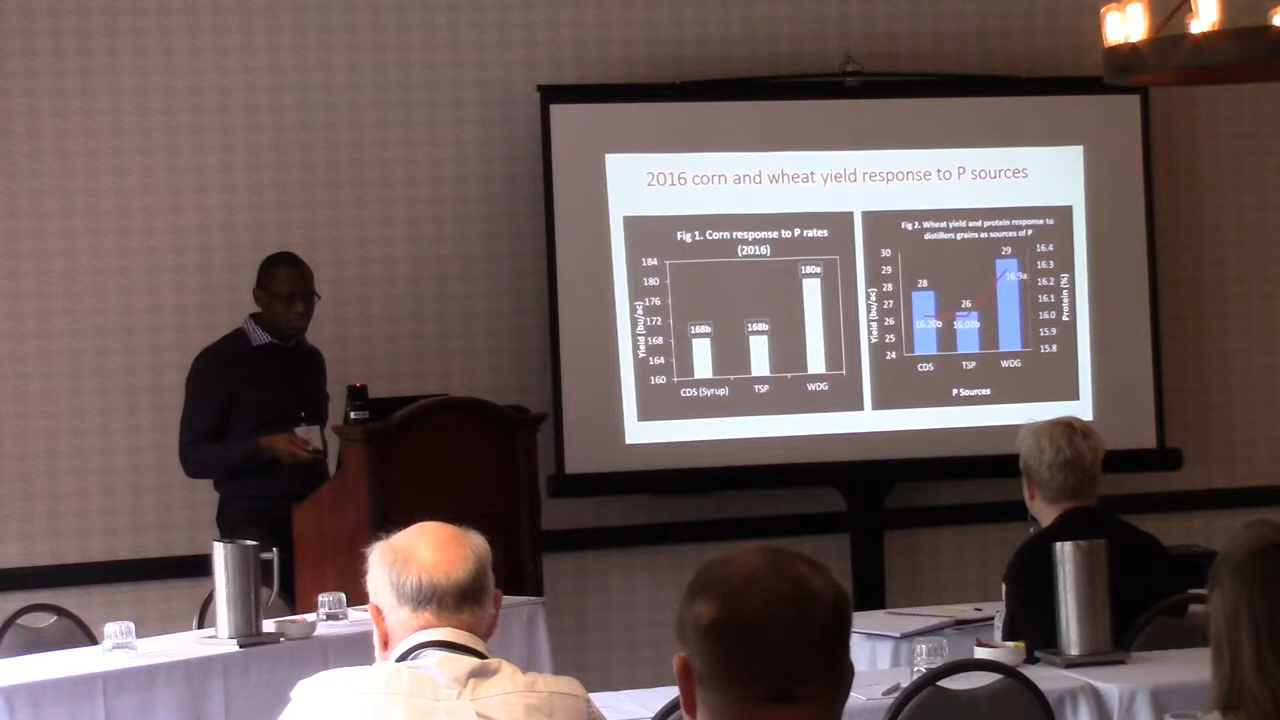 2016 corn and wheat yield response to P sources
Fig 1. Corn response to P rates
(2016)
184
180
176
172
168
164
160
Yield (bu/ac)
168b
168b
180a
CDS (Syrup)
TSP
WDG
Fig 2. Wheat yield and protein response to
distillers grains as sources of P
30
29
28
27
26
25
24
Yield (bu/ac)
28
26
29
16.20b
16.02b
16.3a
16.4
16.3
16.2
16.1
16.0
15.9
15.8
Protein (%)
CDS
TSP
WDG
P Sources